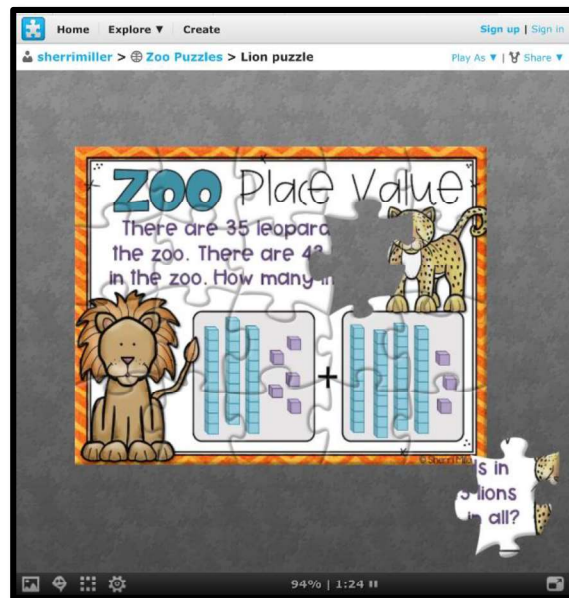 Home Explore ▼ Create Sign up | Sign in
sherrimiller > Zoo Puzzles > Lion puzzle Play As ▼ | Share ▼
ZOO Place Value
There are 35 leopard
the zoo. There are 4
in the zoo. How many
+
s in
lions
in all?
94% | 1:24